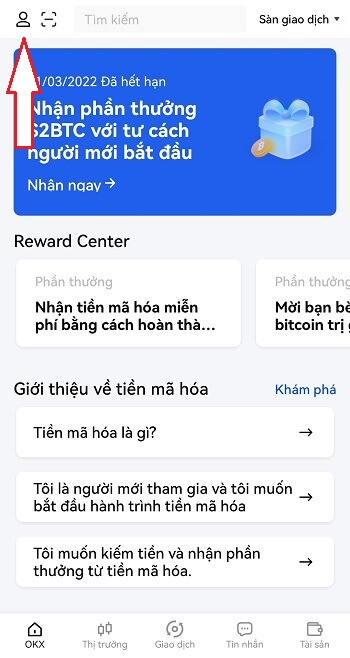 Tìm kiếm
Sàn giao dịch
1/03/2022 Đã hết hạn
Nhận phần thưởng
$2BTC với tư cách
người mới bắt đầu
Nhận ngay
Reward Center
Phần thưởng
Nhận tiền mã hóa miễn
phí bằng cách hoàn thà...
Phần thưởng
Mời bạn bè
bitcoin trị g
Giới thiệu về tiền mã hóa
Khám phá
Tiền mã hóa là gì?
Tôi là người mới tham gia và tôi muốn
bắt đầu hành trình tiền mã hóa
Tôi muốn kiếm tiền và nhận phần
thưởng từ tiền mã hóa.
OKX
Thị trường
Giao dịch
Tin nhắn
Tài sản